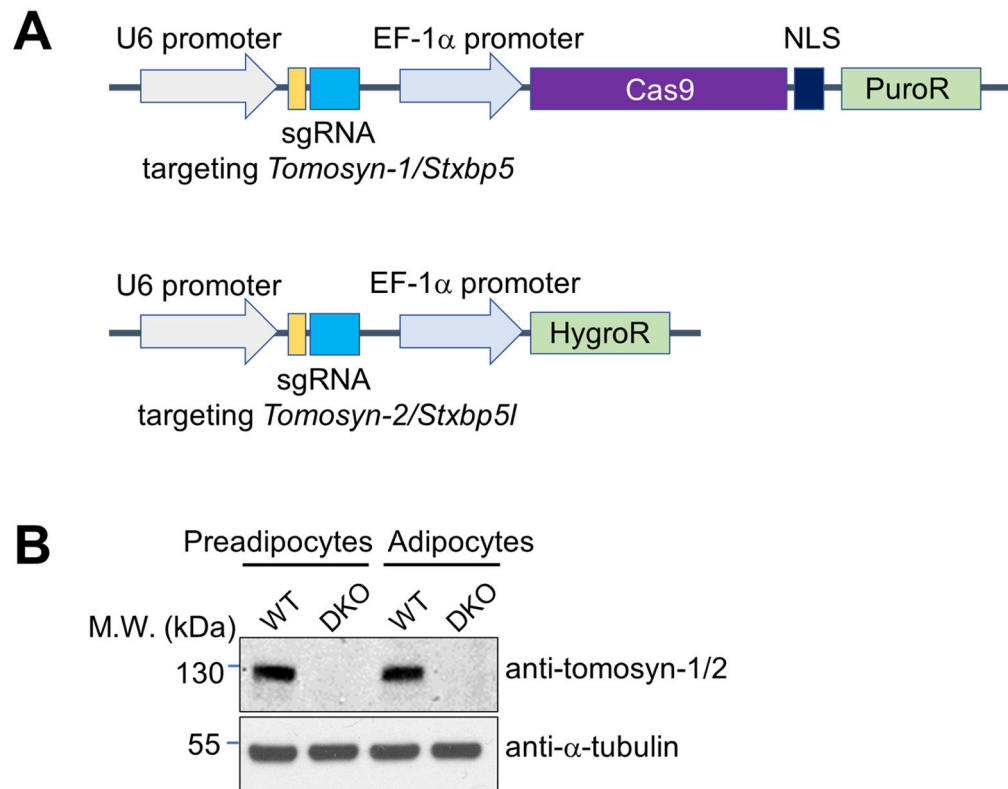 A
U6 promoter EF-1α promoter NLS
Cas9 PuroR
sgRNA
targeting Tomosyn-1/Stxbp5
U6 promoter EF-1α promoter
HygroR
sgRNA
targeting Tomosyn-2/Stxbp5l
B
Preadipocytes Adipocytes
WT DKO WT DKO
M.W. (kDa)
130 anti-tomosyn-1/2
55 anti-α-tubulin